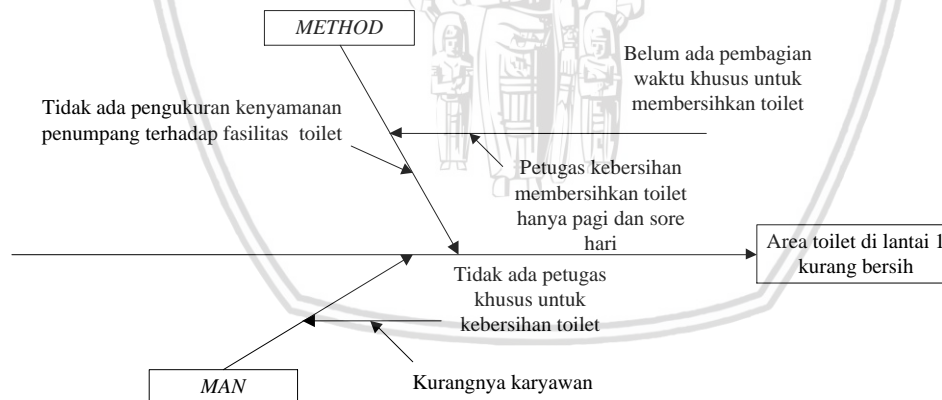 METHOD
Belum ada pembagian
waktu khusus untuk
membersihkan toilet
Tidak ada pengukuran kenyamanan
penumpang terhadap fasilitas toilet
Petugas kebersihan
membersihkan toilet
hanya pagi dan sore
hari
Area toilet di lantai 1
kurang bersih
Tidak ada petugas
khusus untuk
kebersihan toilet
MAN
Kurangnya karyawan